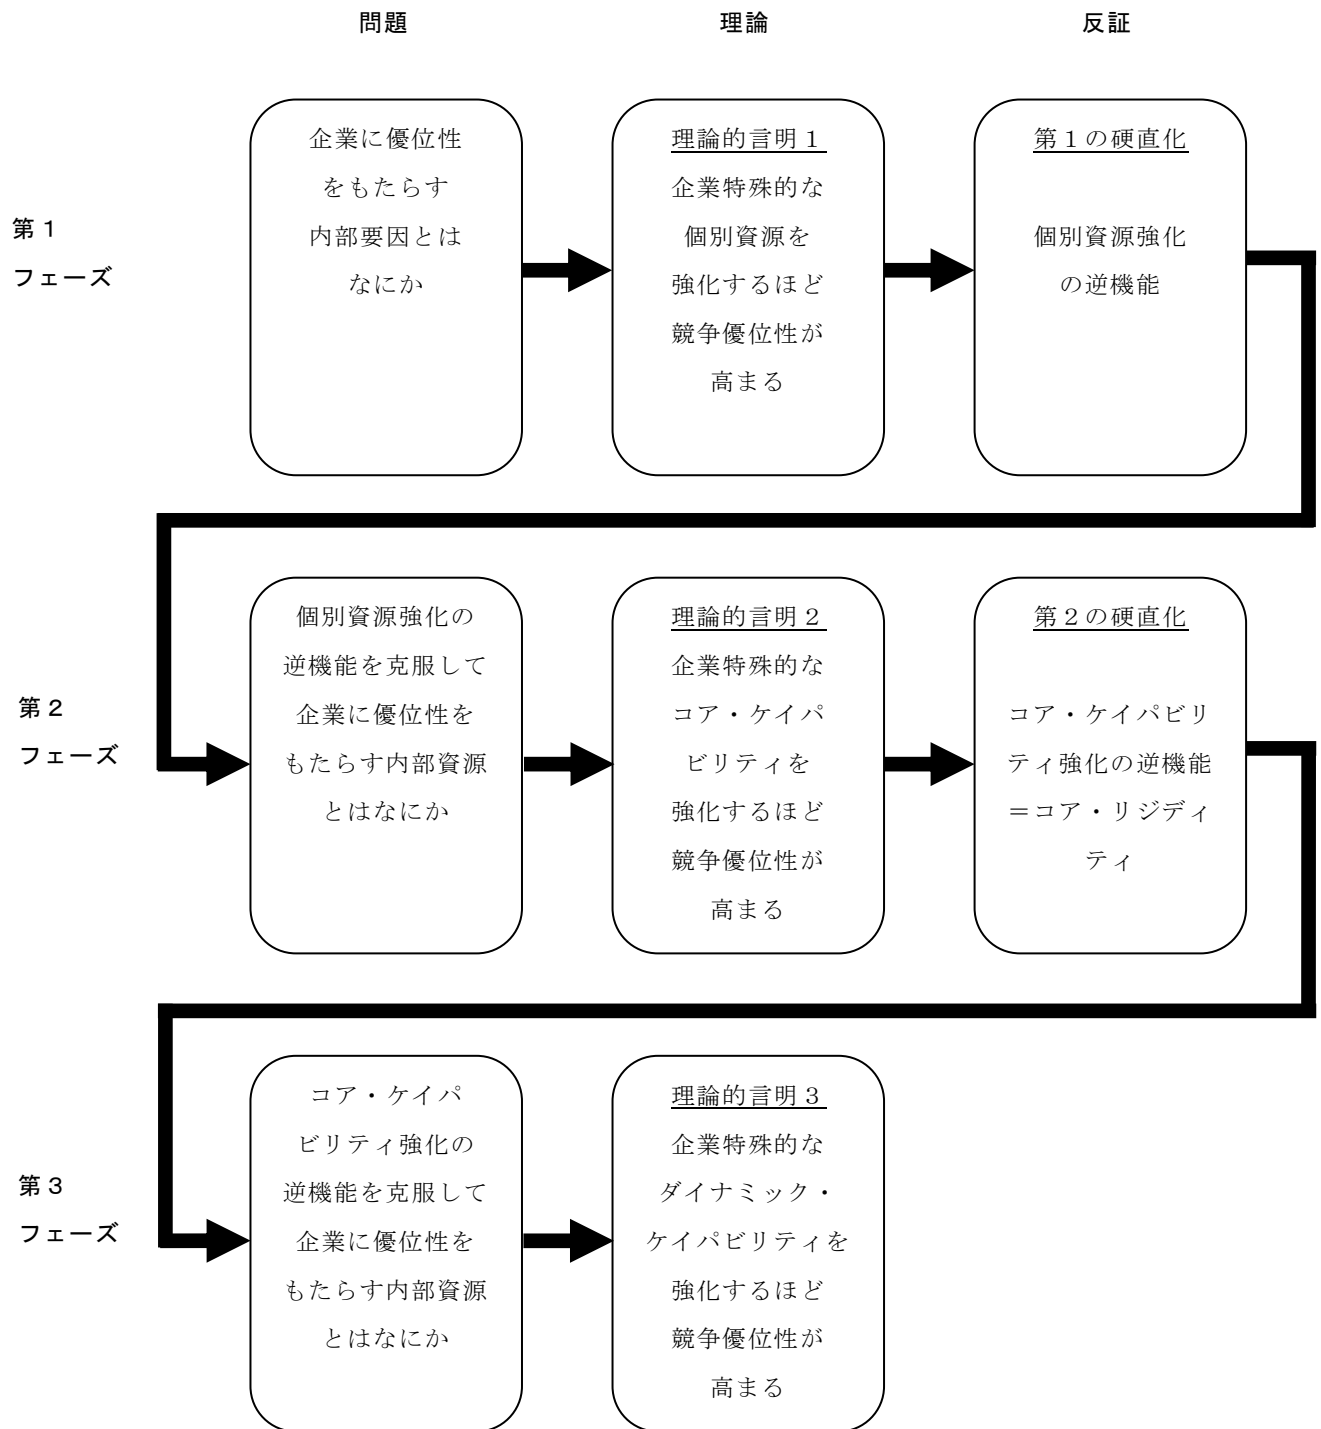 問題
理論
反証
第１
フェーズ
企業に優位性
をもたらす
内部要因とは
なにか
理論的言明１
企業特殊的な
個別資源を
強化するほど
競争優位性が
高まる
第１の硬直化
個別資源強化
の逆機能
第２
フェーズ
個別資源強化の
逆機能を克服して
企業に優位性を
もたらす内部資源
とはなにか
理論的言明２
企業特殊的な
コア・ケイパ
ビリティを
強化するほど
競争優位性が
高まる
第２の硬直化
コア・ケイパビリ
ティ強化の逆機能
＝コア・リジディ
ティ
第３
フェーズ
コア・ケイパ
ビリティ強化の
逆機能を克服して
企業に優位性を
もたらす内部資源
とはなにか
理論的言明３
企業特殊的な
ダイナミック・
ケイパビリティを
強化するほど
競争優位性が
高まる